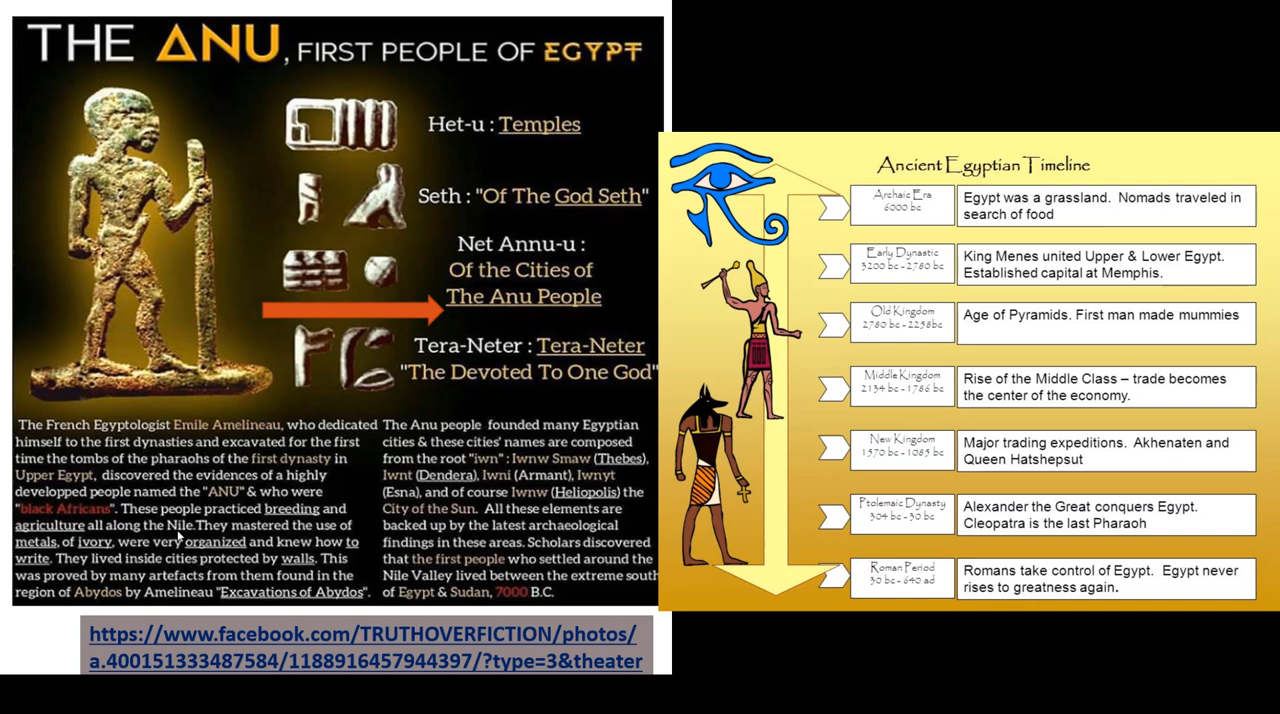 THE ANU, FIRST PEOPLE OF EGYPT
Het-u : Temples
Seth : "Of The God Seth"
Net Annu-u :
Of the Cities of
The Anu People
Tera-Neter : Tera-Neter
"The Devoted To One God"
The French Egyptologist Emile Amelineau, who dedicated
himself to the first dynasties and excavated for the first
time the tombs of the pharaohs of the first dynasty in
Upper Egypt, discovered the evidences of a highly
developped people named the "ANU" & who were
"black Africans". These people practiced breeding and
agriculture all along the Nile.They mastered the use of
metals, of ivory, were very organized and knew how to
write. They lived inside cities protected by walls. This
was proved by many artefacts from them found in the
region of Abydos by Amelineau "Excavations of Abydos".
The Anu people founded many Egyptian
cities & these cities' names are composed
from the root "iwn" : Iwnw Smaw (Thebes),
Iwnt (Dendera), Iwni (Armant), Iwnyt
(Esna), and of course Iwnw (Heliopolis) the
City of the Sun. All these elements are
backed up by the latest archaeological
findings in these areas. Scholars discovered
that the first people who settled around the
Nile Valley lived between the extreme south
of Egypt & Sudan, 7000 B.C.
https://www.facebook.com/TRUTHOVERFICTION/photos/
a.400151333487584/1188916457944397/?type=3&theater
Ancient Egyptian Timeline
Archaic Era
6000 bc
Egypt was a grassland. Nomads traveled in
search of food
Early Dynastic
3200 bc - 2780 bc
King Menes united Upper & Lower Egypt.
Established capital at Memphis.
Old Kingdom
2780 bc - 2258bc
Age of Pyramids. First man made mummies
Middle Kingdom
2134 bc - 1786 bc
Rise of the Middle Class – trade becomes
the center of the economy.
New Kingdom
1570 bc - 1085 bc
Major trading expeditions. Akhenaten and
Queen Hatshepsut
Ptolemaic Dynasty
304 bc - 30 bc
Alexander the Great conquers Egypt.
Cleopatra is the last Pharaoh
Roman Period
30 bc - 640 ad
Romans take control of Egypt. Egypt never
rises to greatness again.